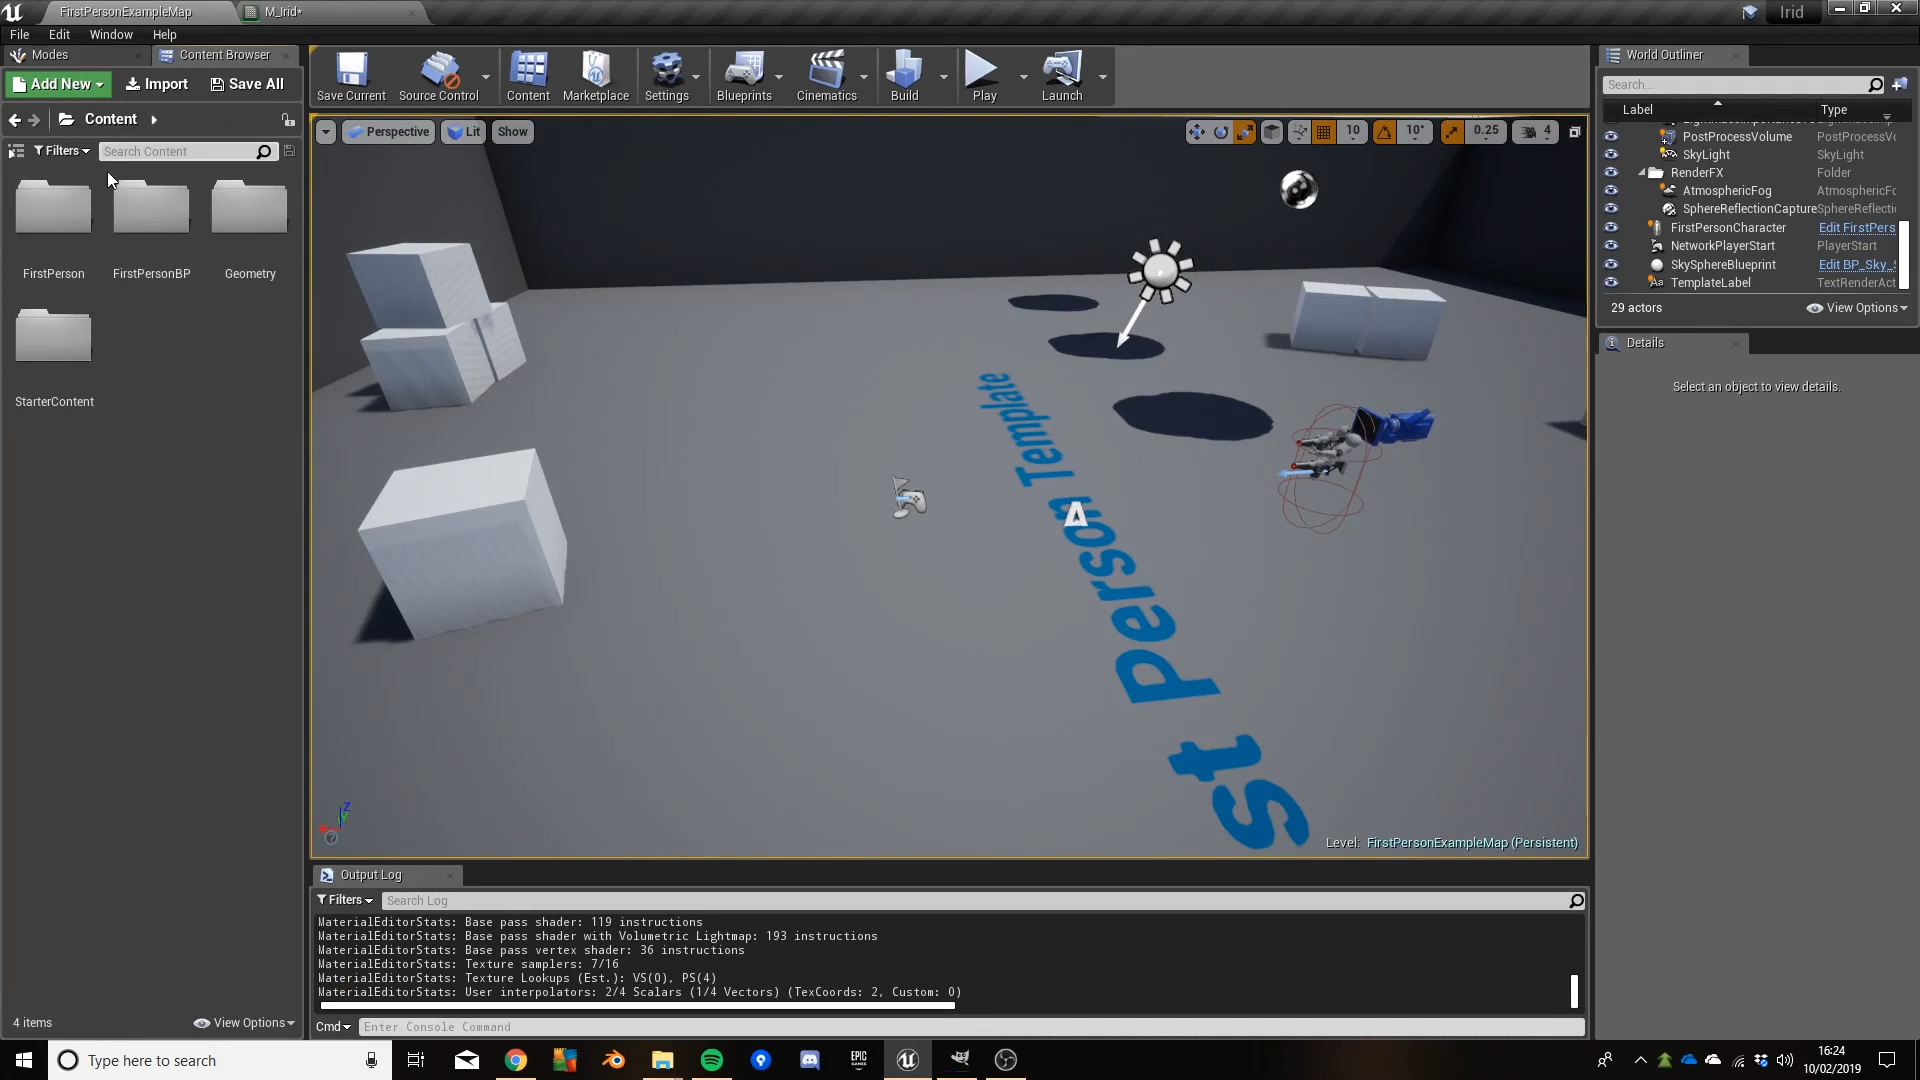 FirstPersonExampleMap
M_Irid*
Irid
File Edit Window Help
Modes
Content Browser
Add New
Import
Save All
Content
Filters
Search Content
FirstPerson
FirstPersonBP
Geometry
StarterContent
4 items
View Options
Save Current
Source Control
Content
Marketplace
Settings
Blueprints
Cinematics
Build
Play
Launch
Perspective
Lit
Show
10
10°
0.25
4
st Person Template
A
Z
Level: FirstPersonExampleMap (Persistent)
Output Log
Filters
Search Log
MaterialEditorStats: Base pass shader: 119 instructions
MaterialEditorStats: Base pass shader with Volumetric Lightmap: 193 instructions
MaterialEditorStats: Base pass vertex shader: 36 instructions
MaterialEditorStats: Texture samplers: 7/16
MaterialEditorStats: Texture Lookups (Est.): VS(0), PS(4)
MaterialEditorStats: User interpolators: 2/4 Scalars (1/4 Vectors) (TexCoords: 2, Custom: 0)
Cmd
Enter Console Command
World Outliner
Search...
Label Type
PostProcessVolume PostProcessVo
SkyLight SkyLight
RenderFX Folder
AtmosphericFog AtmosphericFo
SphereReflectionCapture SphereReflecti
FirstPersonCharacter Edit FirstPers
NetworkPlayerStart PlayerStart
SkySphereBlueprint Edit BP_Sky_S
TemplateLabel TextRenderAct
29 actors
View Options
Details
Select an object to view details.
Type here to search
EPIC GAMES
16:24
10/02/2019